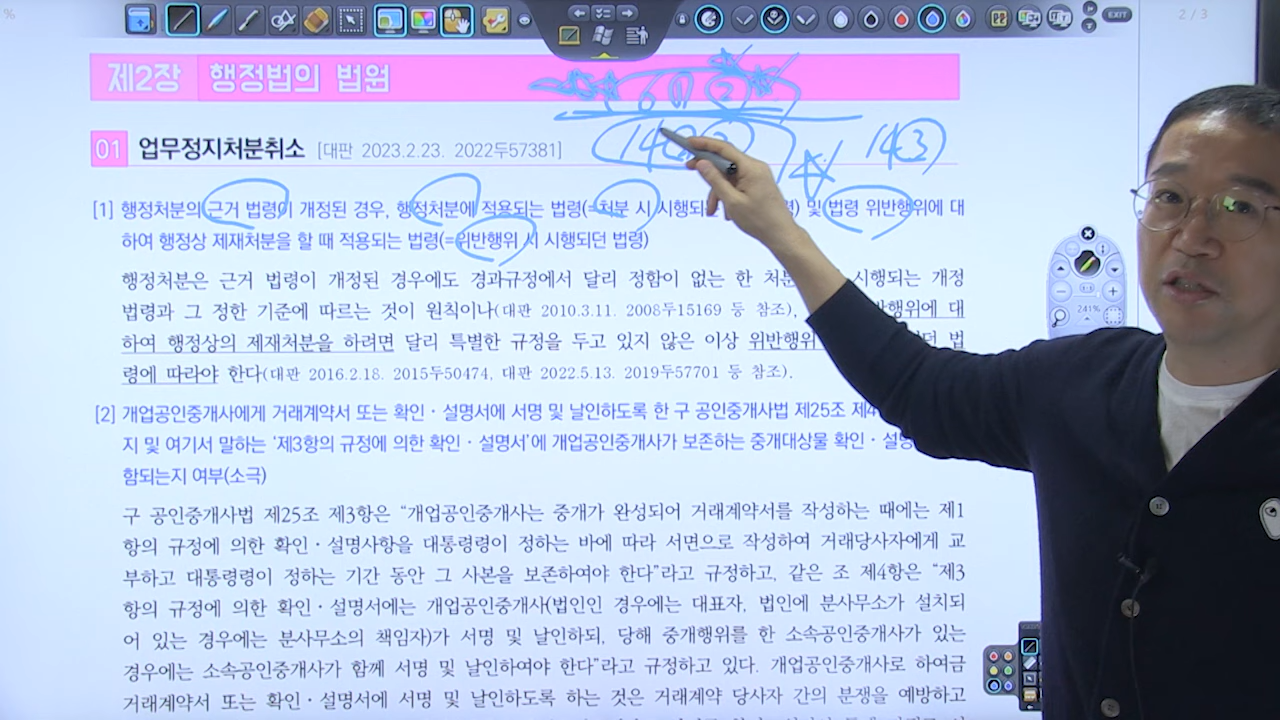 %
EXIT
2 / 3
제2장 행정법의 법원
01 업무정지처분취소 [대판 2023.2.23. 2022두57381]
14③
241%
[1] 행정처분의 근거 법령이 개정된 경우, 행정처분에 적용되는 법령(=처분 시 시행되는 ) 및 법령 위반행위에 대
하여 행정상 제재처분을 할 때 적용되는 법령(=위반행위 시 시행되던 법령)
행정처분은 근거 법령이 개정된 경우에도 경과규정에서 달리 정함이 없는 한 시행되는 개정
법령과 그 정한 기준에 따르는 것이 원칙이나(대판 2010.3.11. 2008두15169 등 참조), 위에 대
하여 행정상의 제재처분을 하려면 달리 특별한 규정을 두고 있지 않은 이상 위반행위 던 법
령에 따라야 한다(대판 2016.2.18. 2015두50474, 대판 2022.5.13. 2019두57701 등 참조).
[2] 개업공인중개사에게 거래계약서 또는 확인·설명서에 서명 및 날인하도록 한 구 공인중개사법 제25조
지 및 여기서 말하는 ‘제3항의 규정에 의한 확인·설명서’에 개업공인중개사가 보존하는 중개대상물 확인·
함되는지 여부(소극)
구 공인중개사법 제25조 제3항은 “개업공인중개사는 중개가 완성되어 거래계약서를 작성하는 때에는 제1
항의 규정에 의한 확인·설명사항을 대통령령이 정하는 바에 따라 서면으로 작성하여 거래당사자에게 교
부하고 대통령령이 정하는 기간 동안 그 사본을 보존하여야 한다”라고 규정하고, 같은 조 제4항은 “제3
항의 규정에 의한 확인·설명서에는 개업공인중개사(법인인 경우에는 대표자, 법인에 분사무소가 설치되
어 있는 경우에는 분사무소의 책임자)가 서명 및 날인하되, 당해 중개행위를 한 소속공인중개사가 있는
경우에는 소속공인중개사가 함께 서명 및 날인하여야 한다”라고 규정하고 있다. 개업공인중개사로 하여금
거래계약서 또는 확인·설명서에 서명 및 날인하도록 하는 것은 거래계약 당사자 간의 분쟁을 예방하고